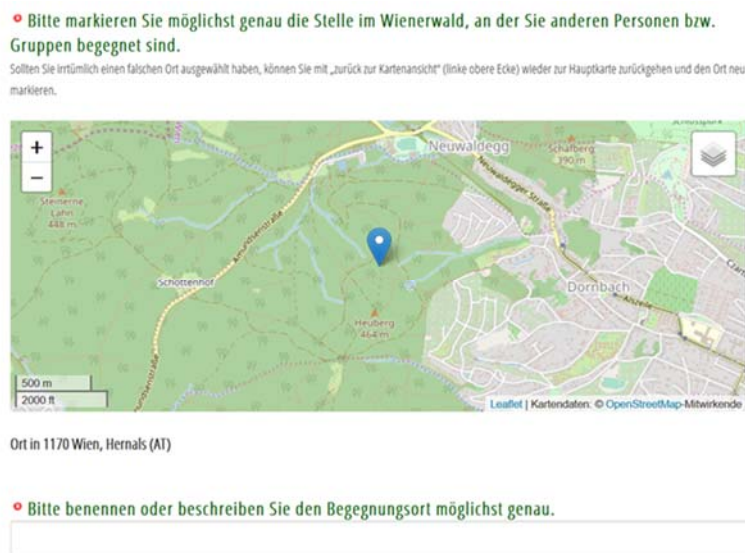 Bitte markieren Sie möglichst genau die Stelle im Wienerwald, an der Sie anderen Personen bzw.
Gruppen begegnet sind.
Sollten Sie irrtümlich einen falschen Ort ausgewählt haben, können Sie mit „zurück zur Kartenansicht“ (linke obere Ecke) wieder zur Hauptkarte zurückgehen und den Ort neu
markieren.
+
−
Neuwaldegg
Schafberg
390 m
Neuwaldegger Straße
Steinerne
Lahn
448 m
Amundsenstraße
Schottenhof
Dornbach
Alszeile
Heuberg
464 m
500 m
2000 ft
Leaflet | Kartendaten: © OpenStreetMap-Mitwirkende
Ort in 1170 Wien, Hernals (AT)
Bitte benennen oder beschreiben Sie den Begegnungsort möglichst genau.